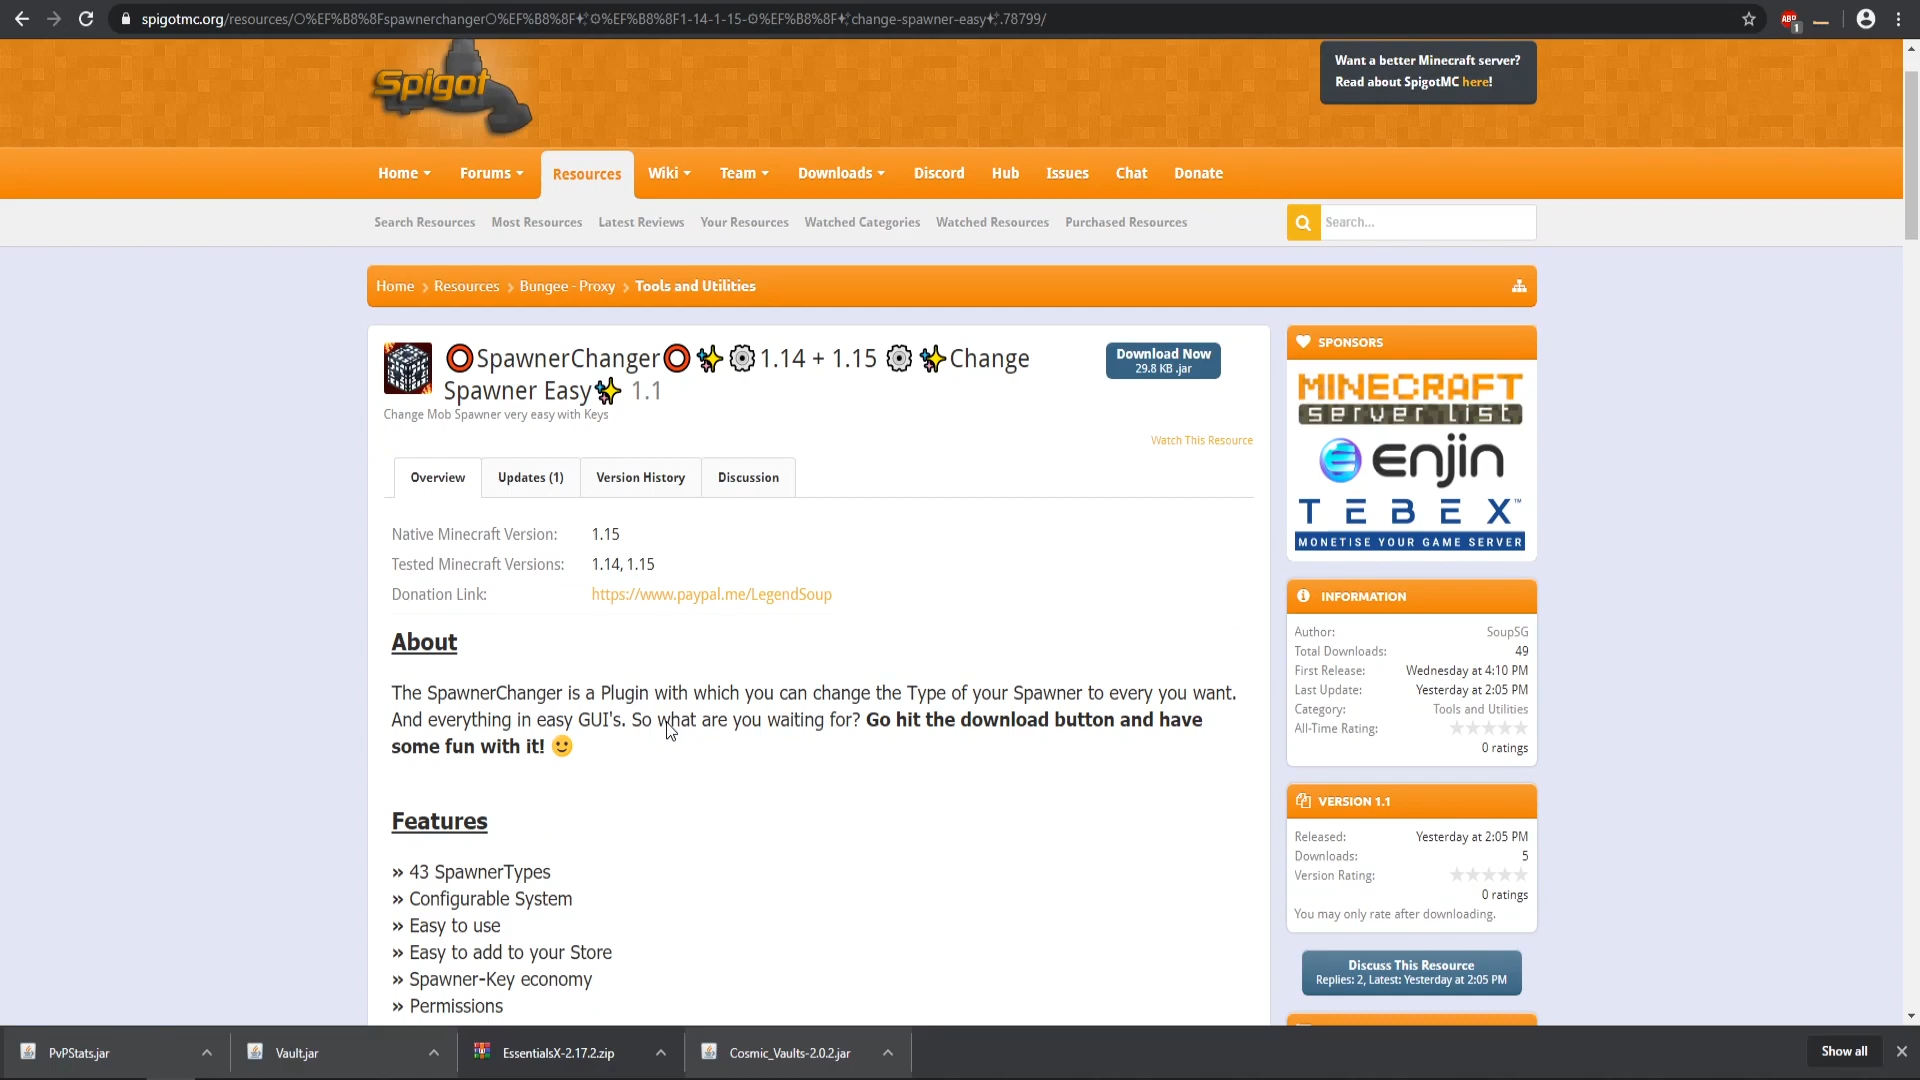 spigotmc.org/resources/⭕%EF%B8%8Fspawnerchanger⭕%EF%B8%8F✨⚙%EF%B8%8F1-14-1-15-⚙%EF%B8%8F✨change-spawner-easy✨.78799/
ABP
1
Spigot
Want a better Minecraft server?
Read about SpigotMC here!
Home Forums Resources Wiki Team Downloads Discord Hub Issues Chat Donate
Search Resources Most Resources Latest Reviews Your Resources Watched Categories Watched Resources Purchased Resources
Search...
Home Resources Bungee - Proxy Tools and Utilities
⭕SpawnerChanger⭕✨⚙1.14 + 1.15 ⚙✨Change
Spawner Easy✨ 1.1
Change Mob Spawner very easy with Keys
Download Now
29.8 KB .jar
Watch This Resource
Overview Updates (1) Version History Discussion
Native Minecraft Version: 1.15
Tested Minecraft Versions: 1.14, 1.15
Donation Link: https://www.paypal.me/LegendSoup
About
The SpawnerChanger is a Plugin with which you can change the Type of your Spawner to every you want.
And everything in easy GUI's. So what are you waiting for? Go hit the download button and have
some fun with it! 🙂
Features
» 43 SpawnerTypes
» Configurable System
» Easy to use
» Easy to add to your Store
» Spawner-Key economy
» Permissions
SPONSORS
MINECRAFT
server list
enjin
TEBEX™
MONETISE YOUR GAME SERVER
INFORMATION
Author: SoupSG
Total Downloads: 49
First Release: Wednesday at 4:10 PM
Last Update: Yesterday at 2:05 PM
Category: Tools and Utilities
All-Time Rating:
0 ratings
VERSION 1.1
Released: Yesterday at 2:05 PM
Downloads: 5
Version Rating:
0 ratings
You may only rate after downloading.
Discuss This Resource
Replies: 2, Latest: Yesterday at 2:05 PM
PvPStats.jar Vault.jar EssentialsX-2.17.2.zip Cosmic_Vaults-2.0.2.jar Show all